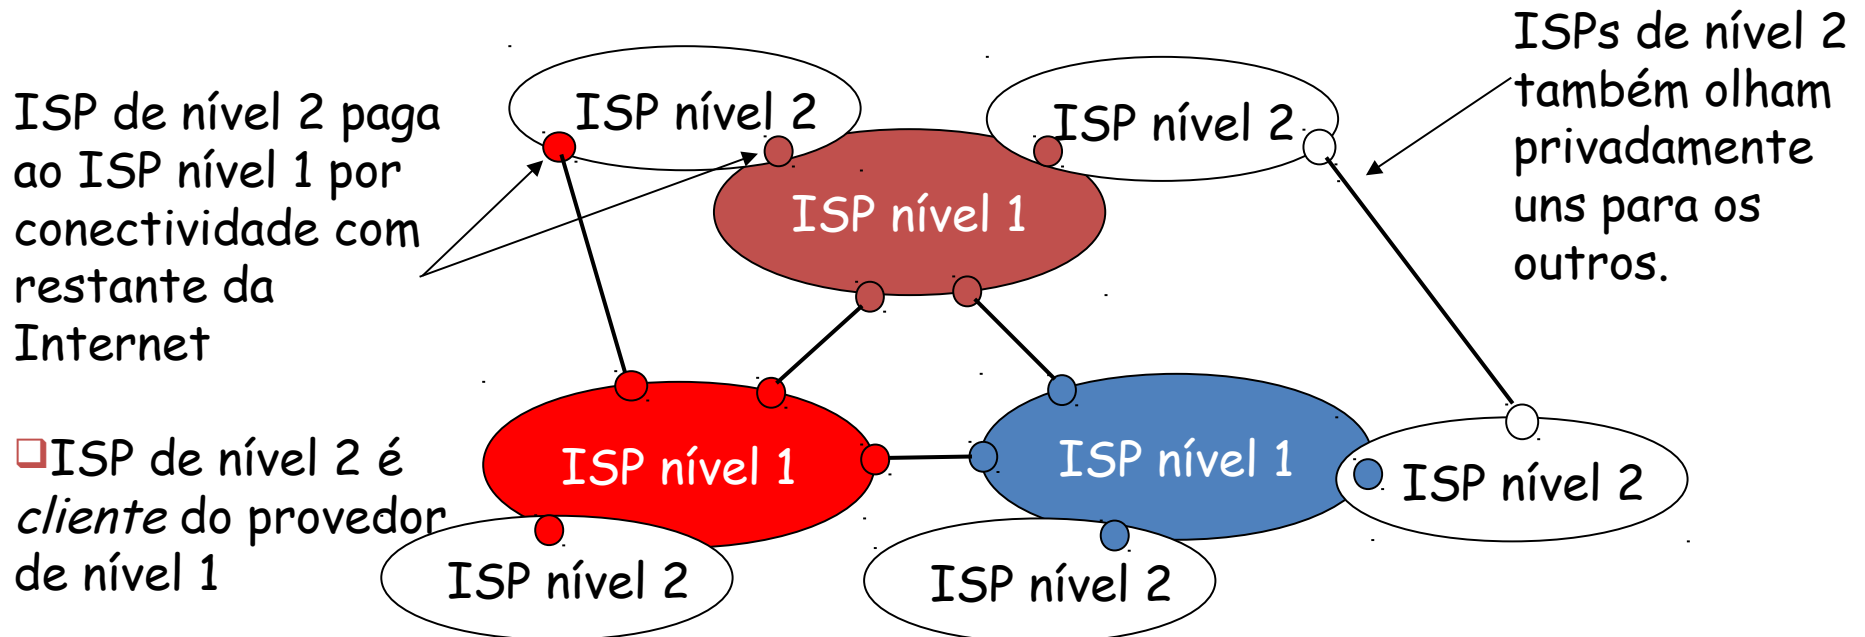 ISP de nível 2 paga
ao ISP nível 1 por
conectividade com
restante da
Internet
❑ISP de nível 2 é
cliente do provedor
de nível 1
ISP nível 2
ISP nível 2
ISP nível 1
ISP nível 1
ISP nível 1
ISP nível 2
ISP nível 2
ISP nível 2
ISPs de nível 2
também olham
privadamente
uns para os
outros.